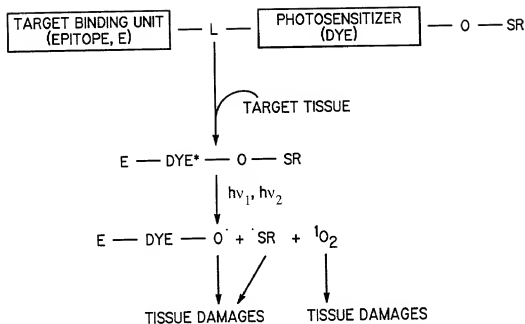 TARGET BINDING UNIT (EPITOPE, E) — L — PHOTOSENSITIZER (DYE) — O — SR
TARGET TISSUE
E — DYE* — O — SR
hν₁, hν₂
E — DYE — O˙ + ˙SR + ¹O₂
TISSUE DAMAGES TISSUE DAMAGES